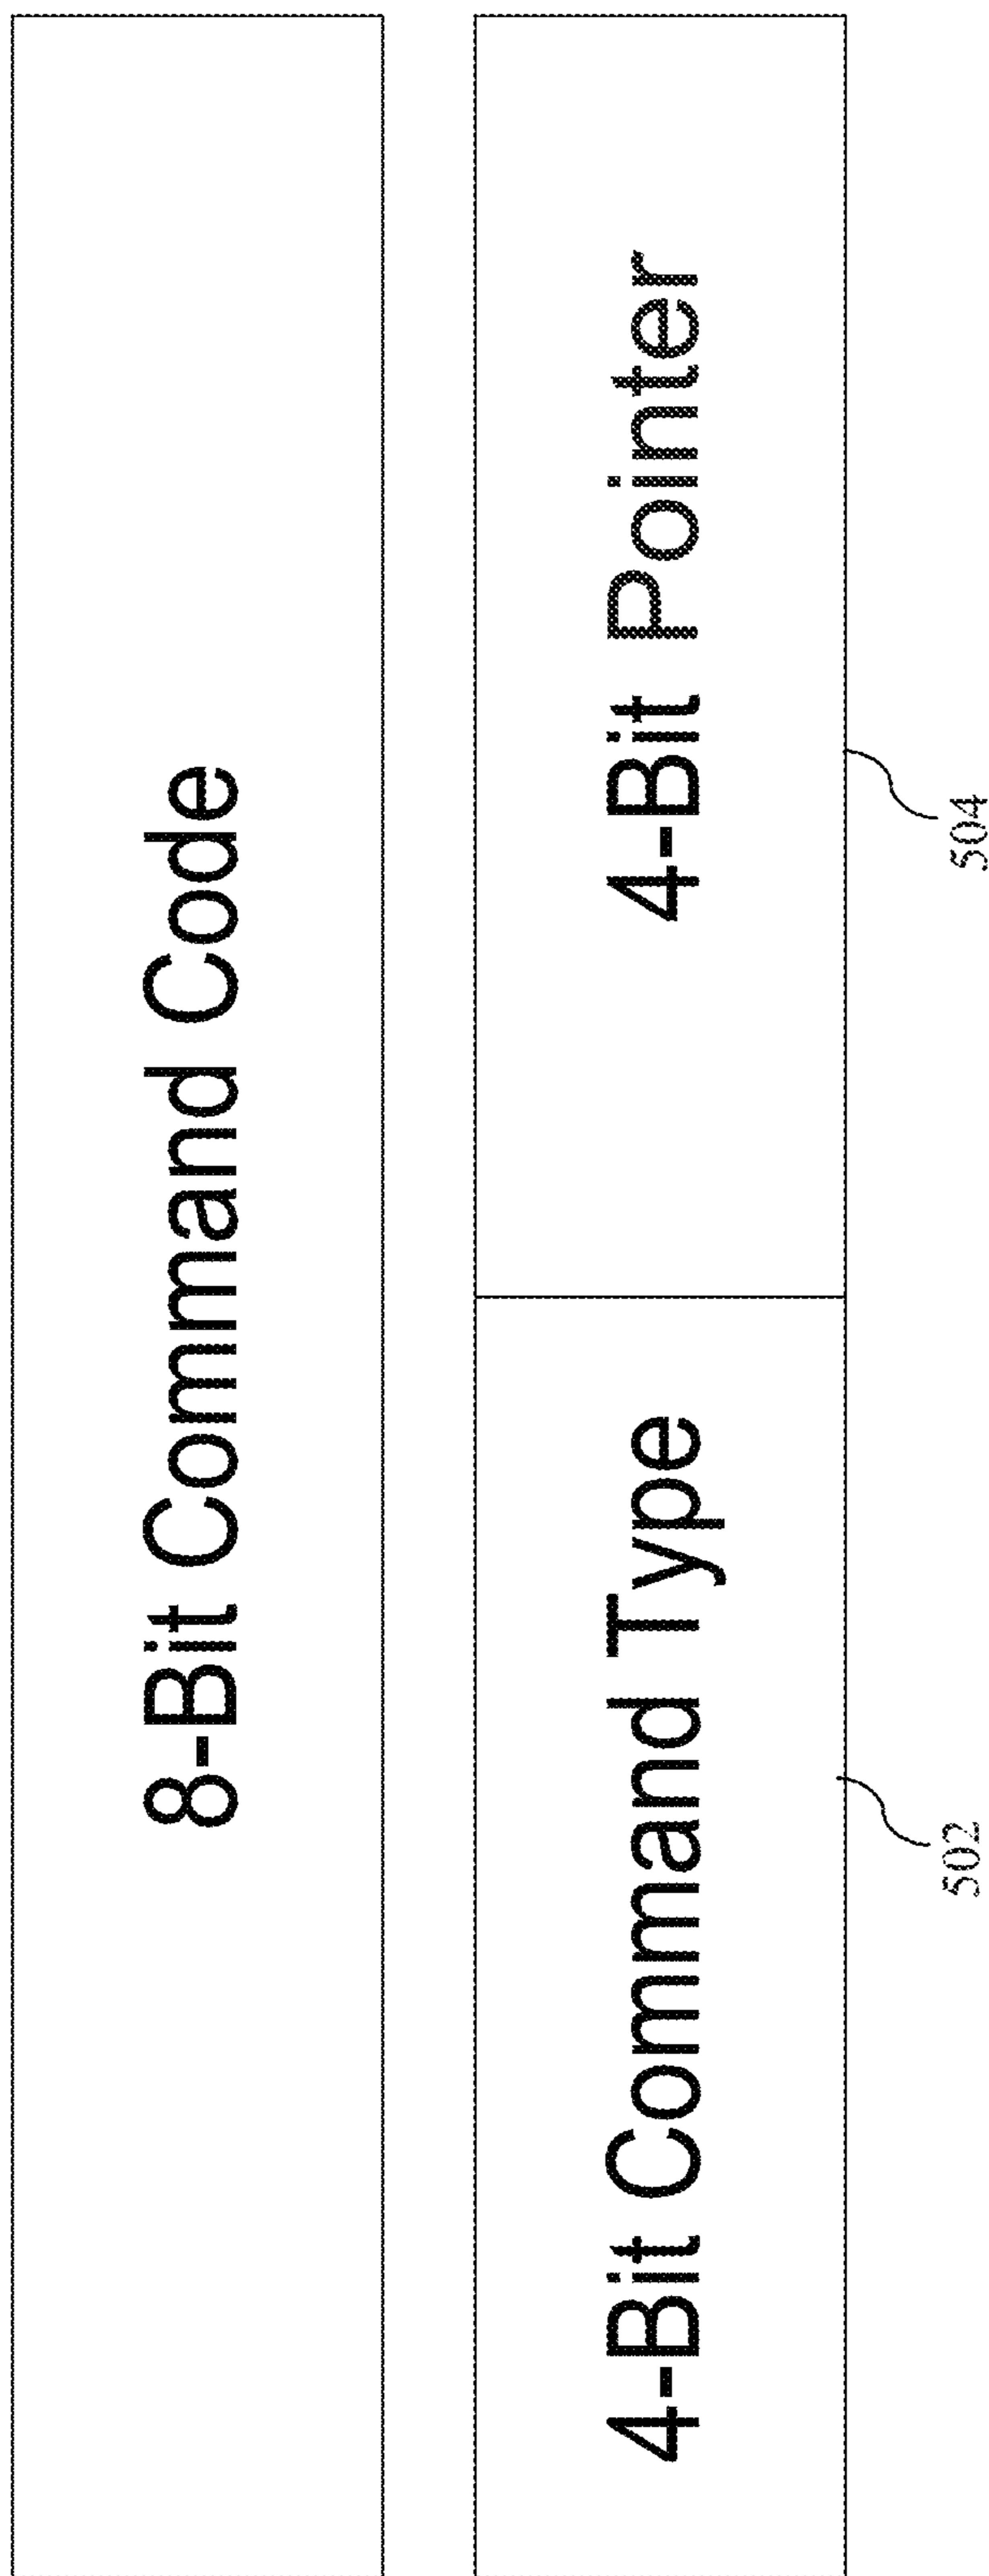 8-Bit Command Code
4-Bit Command Type
4-Bit Pointer
502
504